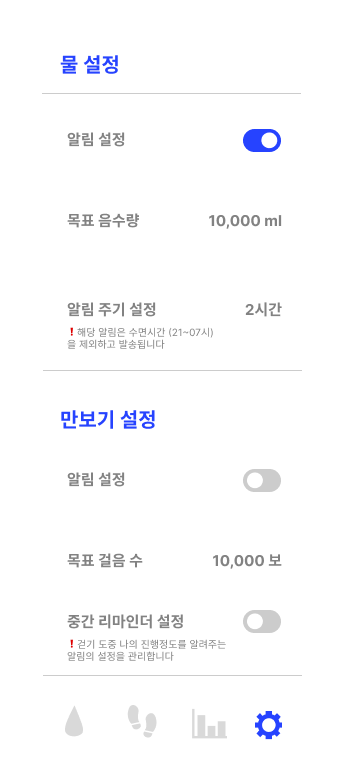 물 설정
알림 설정
목표 음수량 10,000 ml
알림 주기 설정 2시간
❗해당 알림은 수면시간 (21~07시)
을 제외하고 발송됩니다
만보기 설정
알림 설정
목표 걸음 수 10,000 보
중간 리마인더 설정
❗걷기 도중 나의 진행정도를 알려주는
알림의 설정을 관리합니다